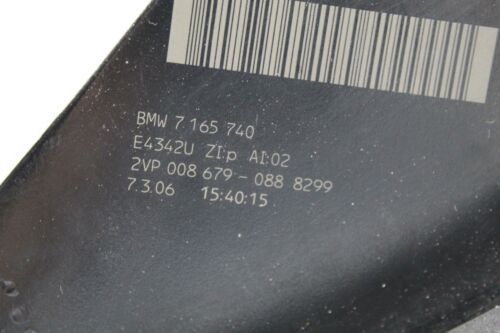 BMW 7 165 740
E4342U ZI:p AI:02
2VP 008 679-088 8299
7.3.06 15:40:15